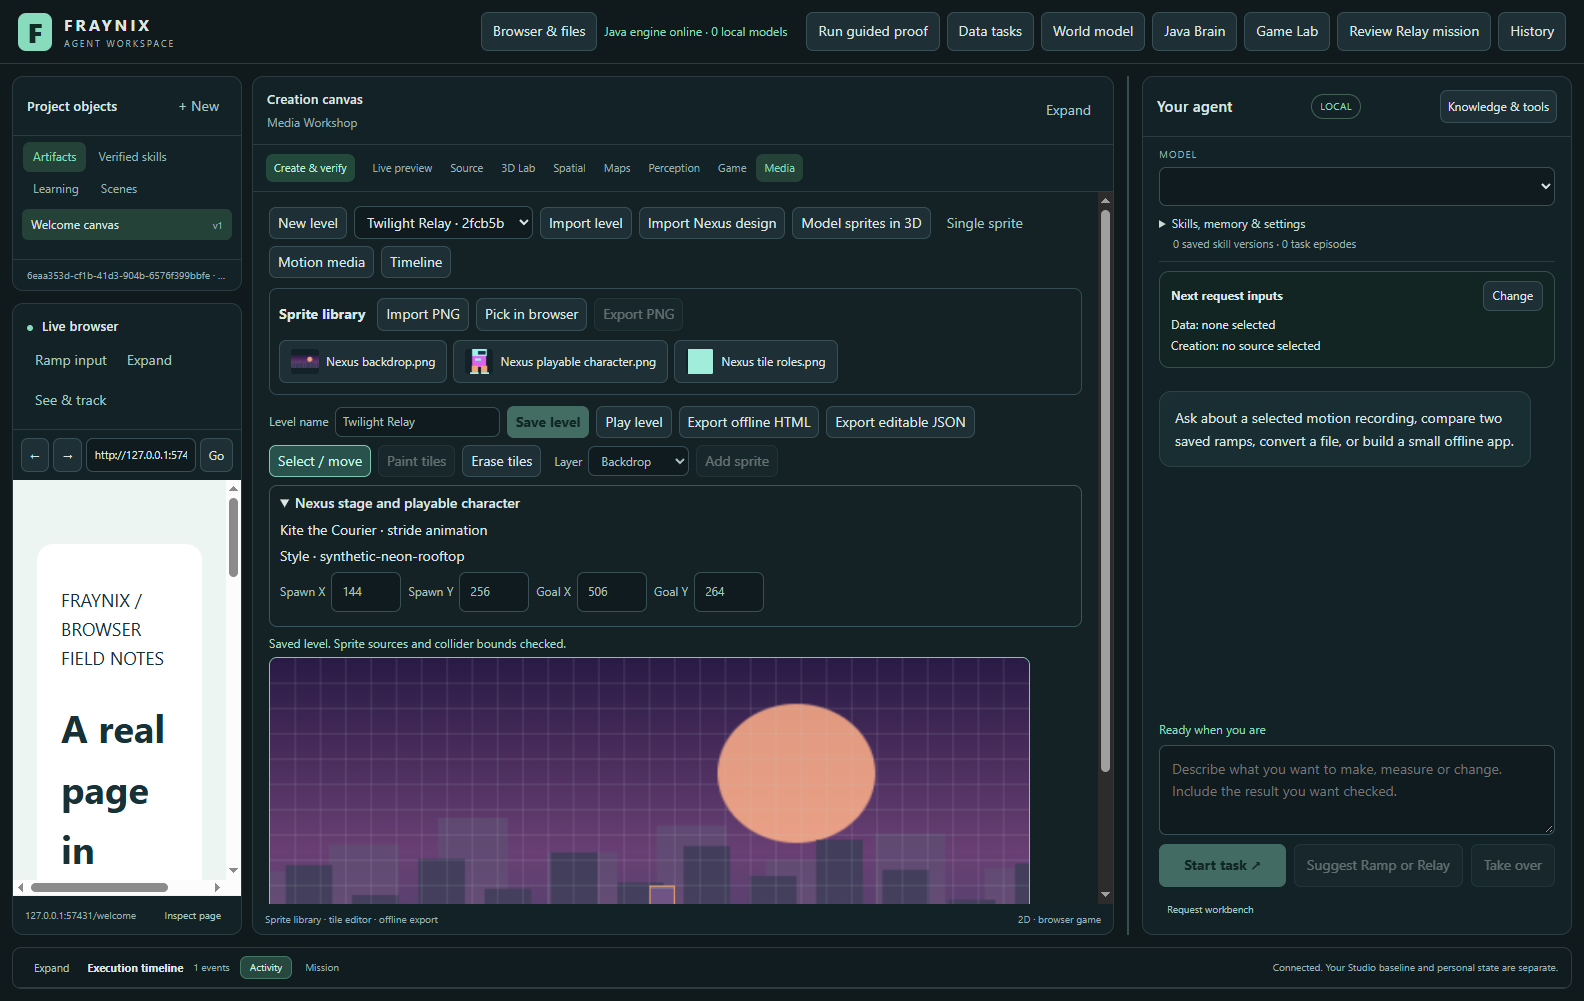 F FRAYNIX
AGENT WORKSPACE
Browser & files
Java engine online · 0 local models
Run guided proof
Data tasks
World model
Java Brain
Game Lab
Review Relay mission
History
Project objects
+ New
Artifacts
Verified skills
Learning
Scenes
Welcome canvas
v1
6eaa353d-cf1b-41d3-904b-6576f399bbfe · ...
Live browser
Ramp input
Expand
See & track
←
→
http://127.0.0.1:574
Go
FRAYNIX /
BROWSER
FIELD NOTES
A real
page
in
127.0.0.1:57431/welcome
Inspect page
Creation canvas
Media Workshop
Expand
Create & verify
Live preview
Source
3D Lab
Spatial
Maps
Perception
Game
Media
New level
Twilight Relay · 2fcb5b
Import level
Import Nexus design
Model sprites in 3D
Single sprite
Motion media
Timeline
Sprite library
Import PNG
Pick in browser
Export PNG
Nexus backdrop.png
Nexus playable character.png
Nexus tile roles.png
Level name
Twilight Relay
Save level
Play level
Export offline HTML
Export editable JSON
Select / move
Paint tiles
Erase tiles
Layer
Backdrop
Add sprite
▼ Nexus stage and playable character
Kite the Courier · stride animation
Style · synthetic-neon-rooftop
Spawn X 144 Spawn Y 256 Goal X 506 Goal Y 264
Saved level. Sprite sources and collider bounds checked.
Sprite library · tile editor · offline export
2D · browser game
Your agent
LOCAL
Knowledge & tools
MODEL
▶ Skills, memory & settings
0 saved skill versions · 0 task episodes
Next request inputs
Change
Data: none selected
Creation: no source selected
Ask about a selected motion recording, compare two
saved ramps, convert a file, or build a small offline app.
Ready when you are
Describe what you want to make, measure or change.
Include the result you want checked.
Start task ↗
Suggest Ramp or Relay
Take over
Request workbench
Expand
Execution timeline
1 events
Activity
Mission
Connected. Your Studio baseline and personal state are separate.